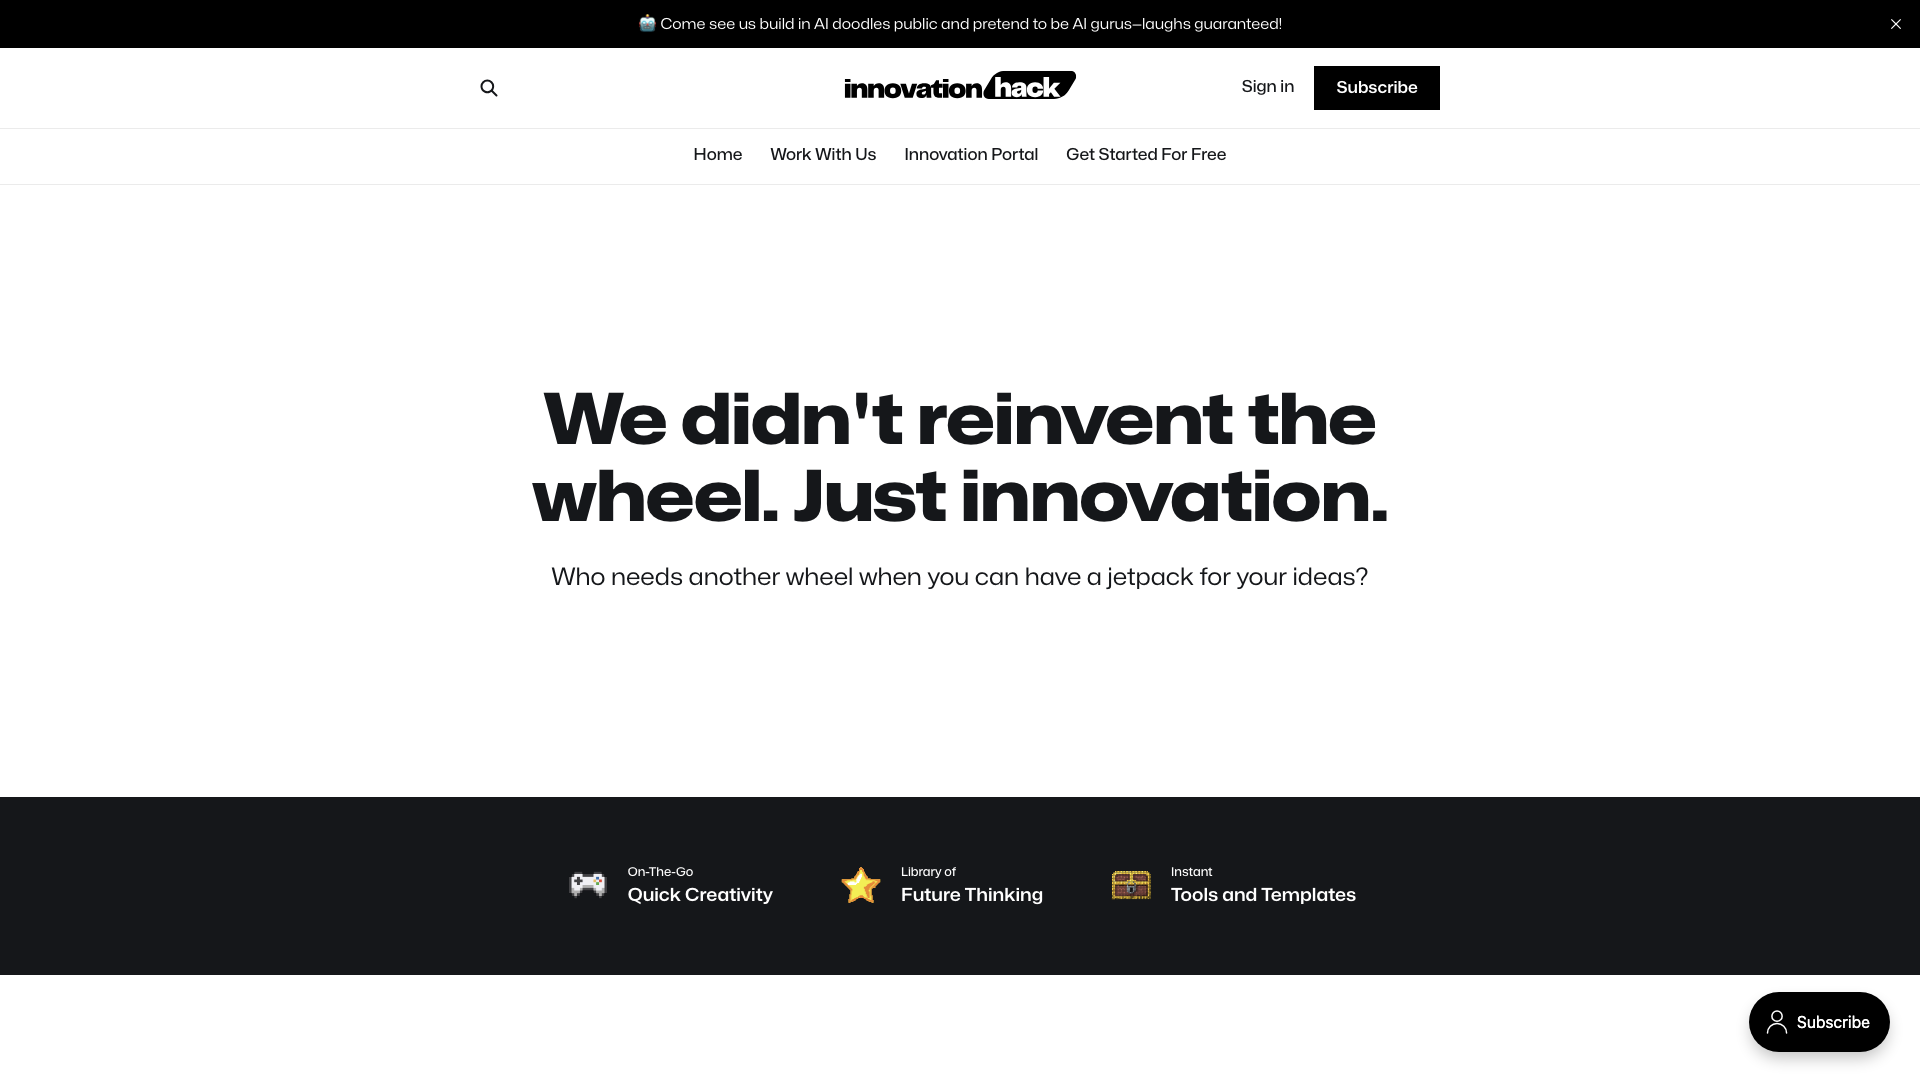 🤖 Come see us build in AI doodles public and pretend to be AI gurus—laughs guaranteed!
innovation hack
Sign in
Subscribe
Home
Work With Us
Innovation Portal
Get Started For Free
We didn't reinvent the
wheel. Just innovation.
Who needs another wheel when you can have a jetpack for your ideas?
On-The-Go
Quick Creativity
Library of
Future Thinking
Instant
Tools and Templates
Subscribe